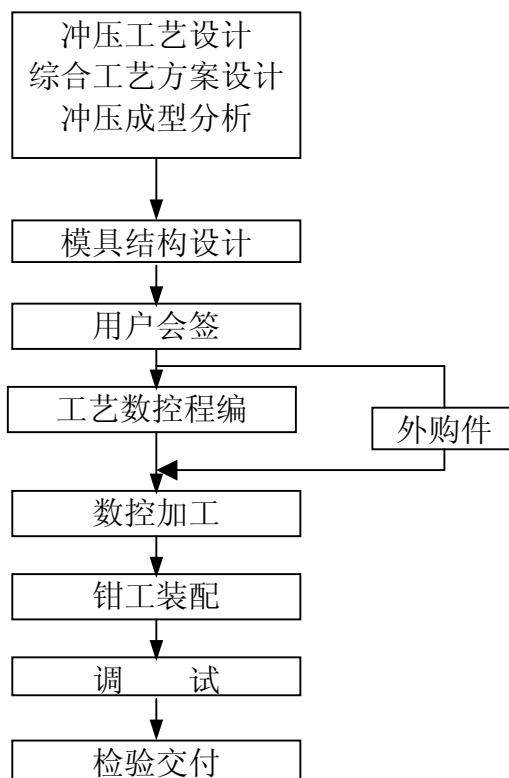 冲压工艺设计
综合工艺方案设计
冲压成型分析
模具结构设计
用户会签
工艺数控程编
外购件
数控加工
钳工装配
调 试
检验交付